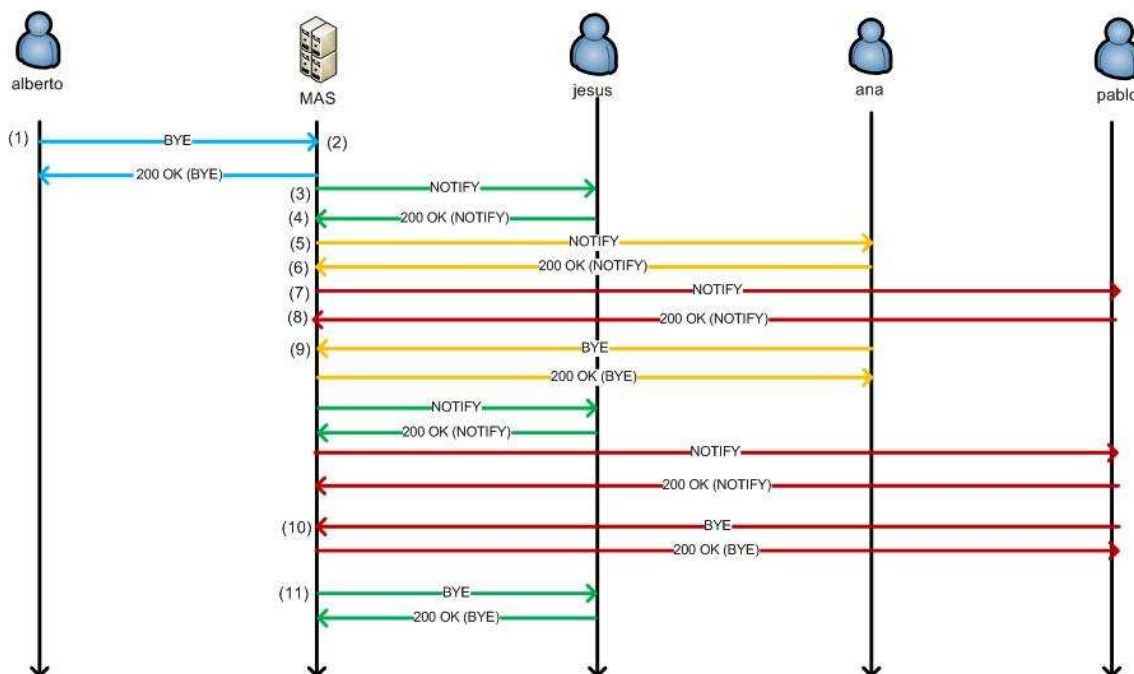 alberto
MAS
jesus
ana
pablo
(1) BYE (2)
200 OK (BYE)
(3) NOTIFY
(4) 200 OK (NOTIFY)
(5) NOTIFY
(6) 200 OK (NOTIFY)
(7) NOTIFY
(8) 200 OK (NOTIFY)
(9) BYE
200 OK (BYE)
NOTIFY
200 OK (NOTIFY)
NOTIFY
200 OK (NOTIFY)
(10) BYE
200 OK (BYE)
(11) BYE
200 OK (BYE)